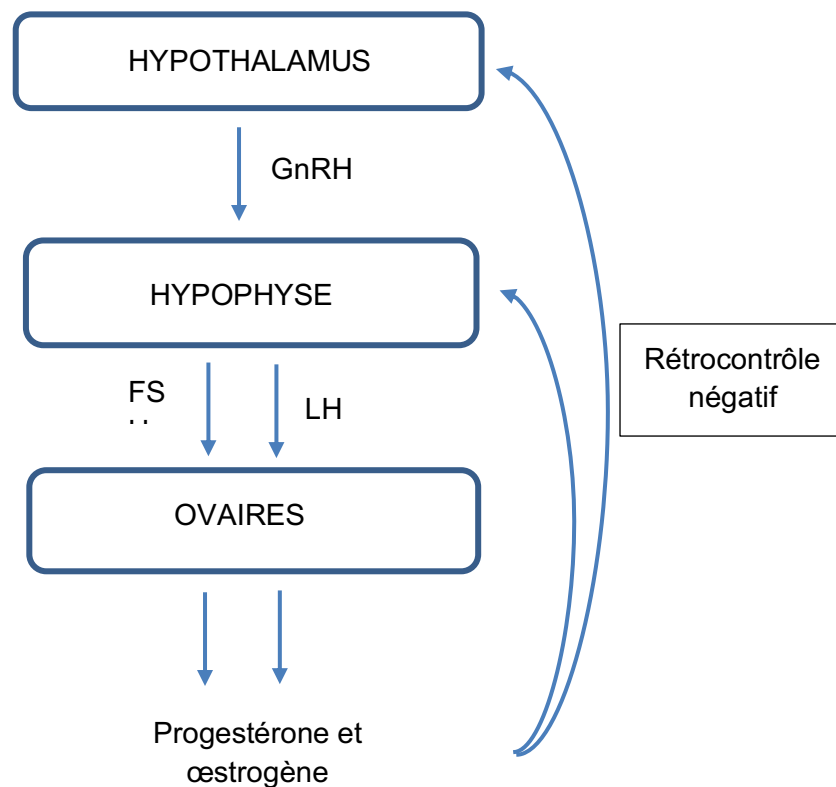 HYPOTHALAMUS
GnRH
HYPOPHYSE
FS
LH
Rétrocontrôle
négatif
OVAIRES
Progestérone et
œstrogène